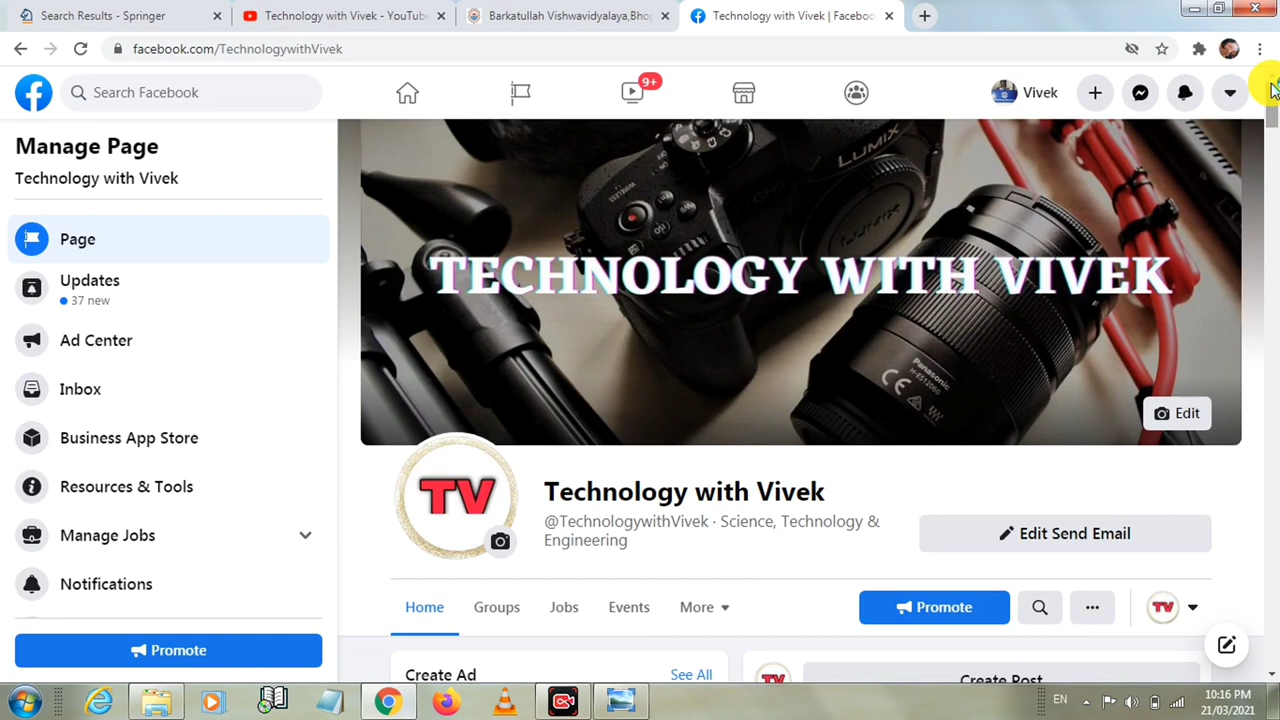 Search Results - Springer
Technology with Vivek - YouTube
Barkatullah Vishwavidyalaya,Bhop
Technology with Vivek | Faceboo
facebook.com/TechnologywithVivek
Search Facebook
9+
Vivek
Manage Page
Technology with Vivek
Page
Updates
37 new
Ad Center
Inbox
Business App Store
Resources & Tools
Manage Jobs
Notifications
Promote
LUMIX
LUMIX
TECHNOLOGY WITH VIVEK
Panasonic
H-ES12060
CE
Edit
TV
Technology with Vivek
@TechnologywithVivek · Science, Technology &
Engineering
Edit Send Email
Home
Groups
Jobs
Events
More
Promote
TV
Create Ad
See All
TV
Create Post
EN
10:16 PM
21/03/2021